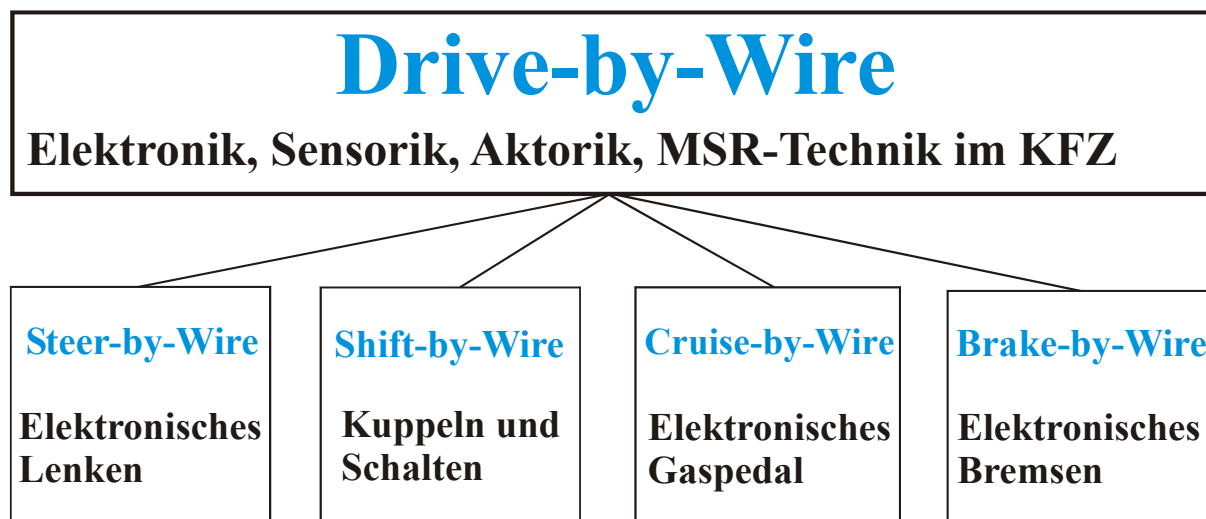 Drive-by-Wire
Elektronik, Sensorik, Aktorik, MSR-Technik im KFZ
Steer-by-Wire
Elektronisches
Lenken
Shift-by-Wire
Kuppeln und
Schalten
Cruise-by-Wire
Elektronisches
Gaspedal
Brake-by-Wire
Elektronisches
Bremsen